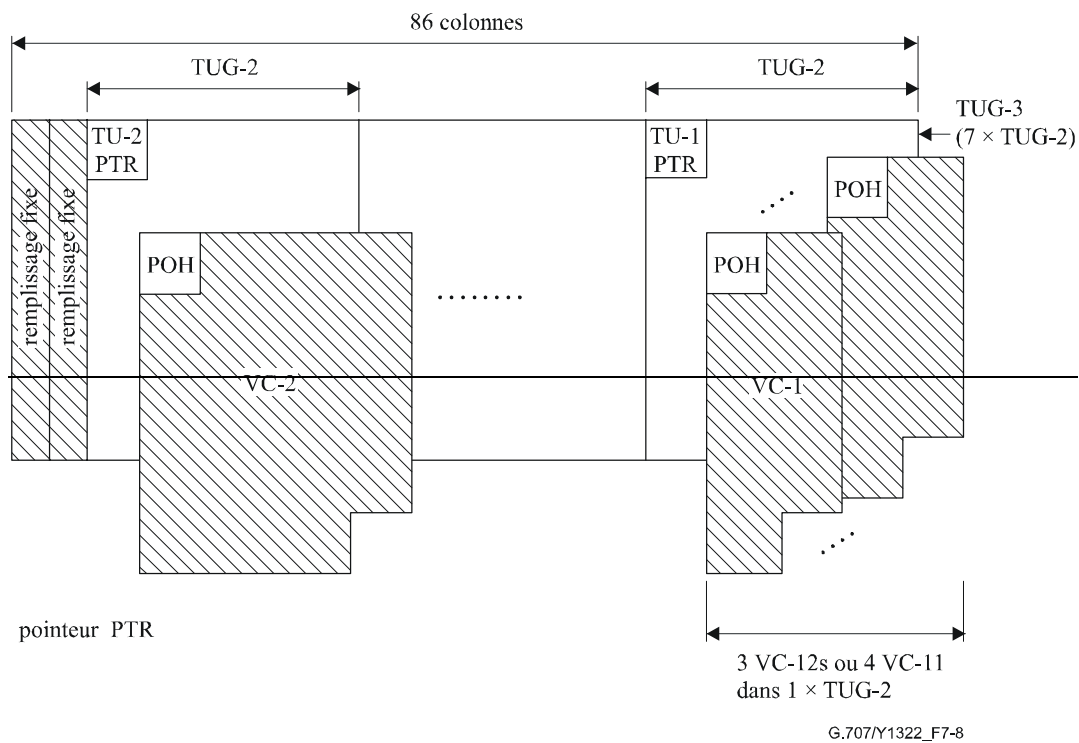 86 colonnes
TUG-2
TUG-2
TUG-3
(7 × TUG-2)
TU-2
PTR
TU-1
PTR
remplissage fixe
remplissage fixe
POH
POH
POH
VC-2
VC-1
pointeur PTR
3 VC-12s ou 4 VC-11
dans 1 × TUG-2
G.707/Y1322_F7-8